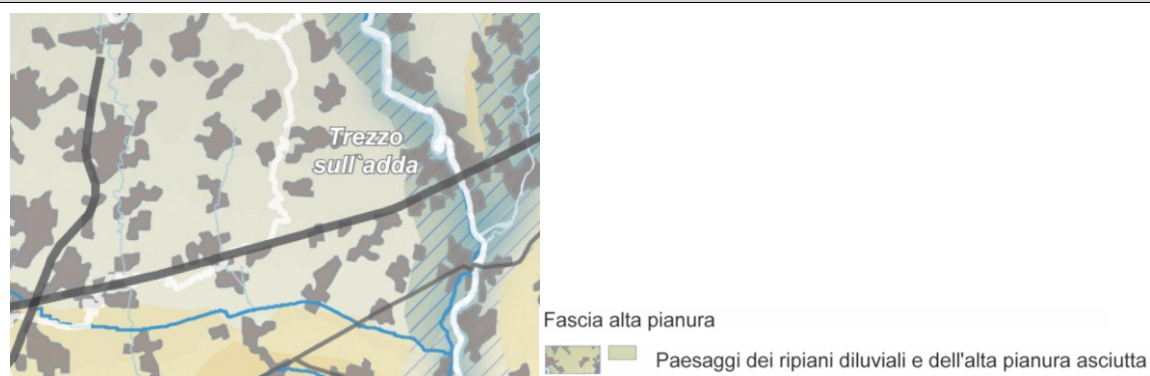 Trezzo
sull`adda
Fascia alta pianura
Paesaggi dei ripiani diluviali e dell'alta pianura asciutta